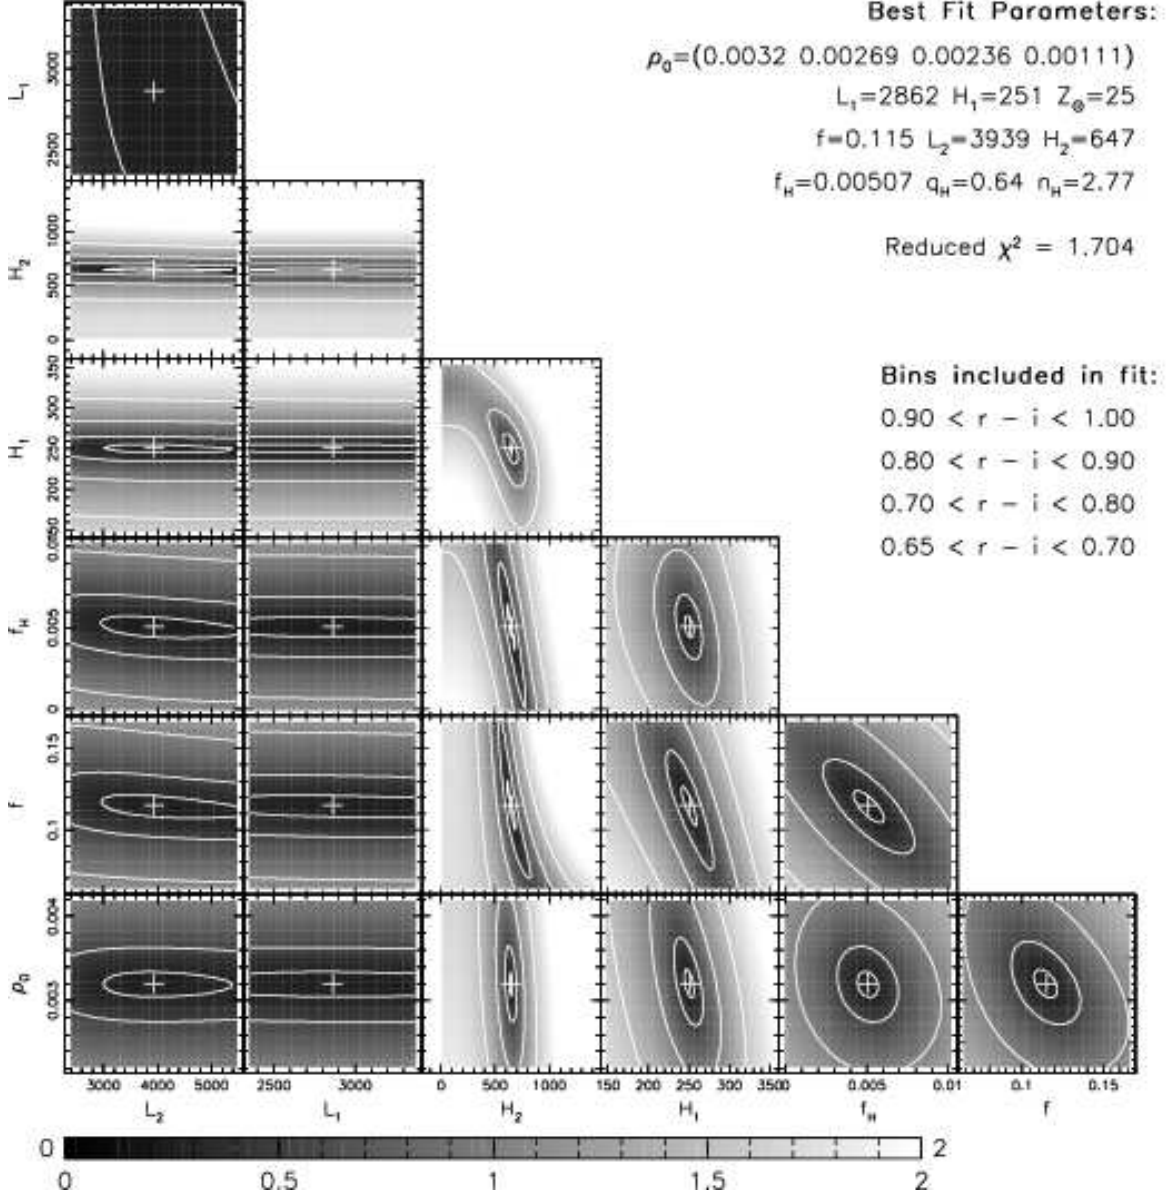 Best Fit Parameters:
ρ₀=(0.0032 0.00269 0.00236 0.00111)
L₁=2862 H₁=251 Z⊙=25
f=0.115 L₂=3939 H₂=647
f_H=0.00507 q_H=0.64 n_H=2.77
Reduced χ² = 1.704
Bins included in fit:
0.90 < r - i < 1.00
0.80 < r - i < 0.90
0.70 < r - i < 0.80
0.65 < r - i < 0.70
L₁
3000
2500
H₂
1000
500
0
H₁
350
300
250
200
f_H
0.005
0
f
0.15
0.1
ρ₀
0.004
0.003
3000 4000 5000 2500 3000 0 500 1000 150 200 250 300 350 0.005 0.01 0.1 0.15
L₂ L₁ H₂ H₁ f_H f
0 2
0 0.5 1 1.5 2